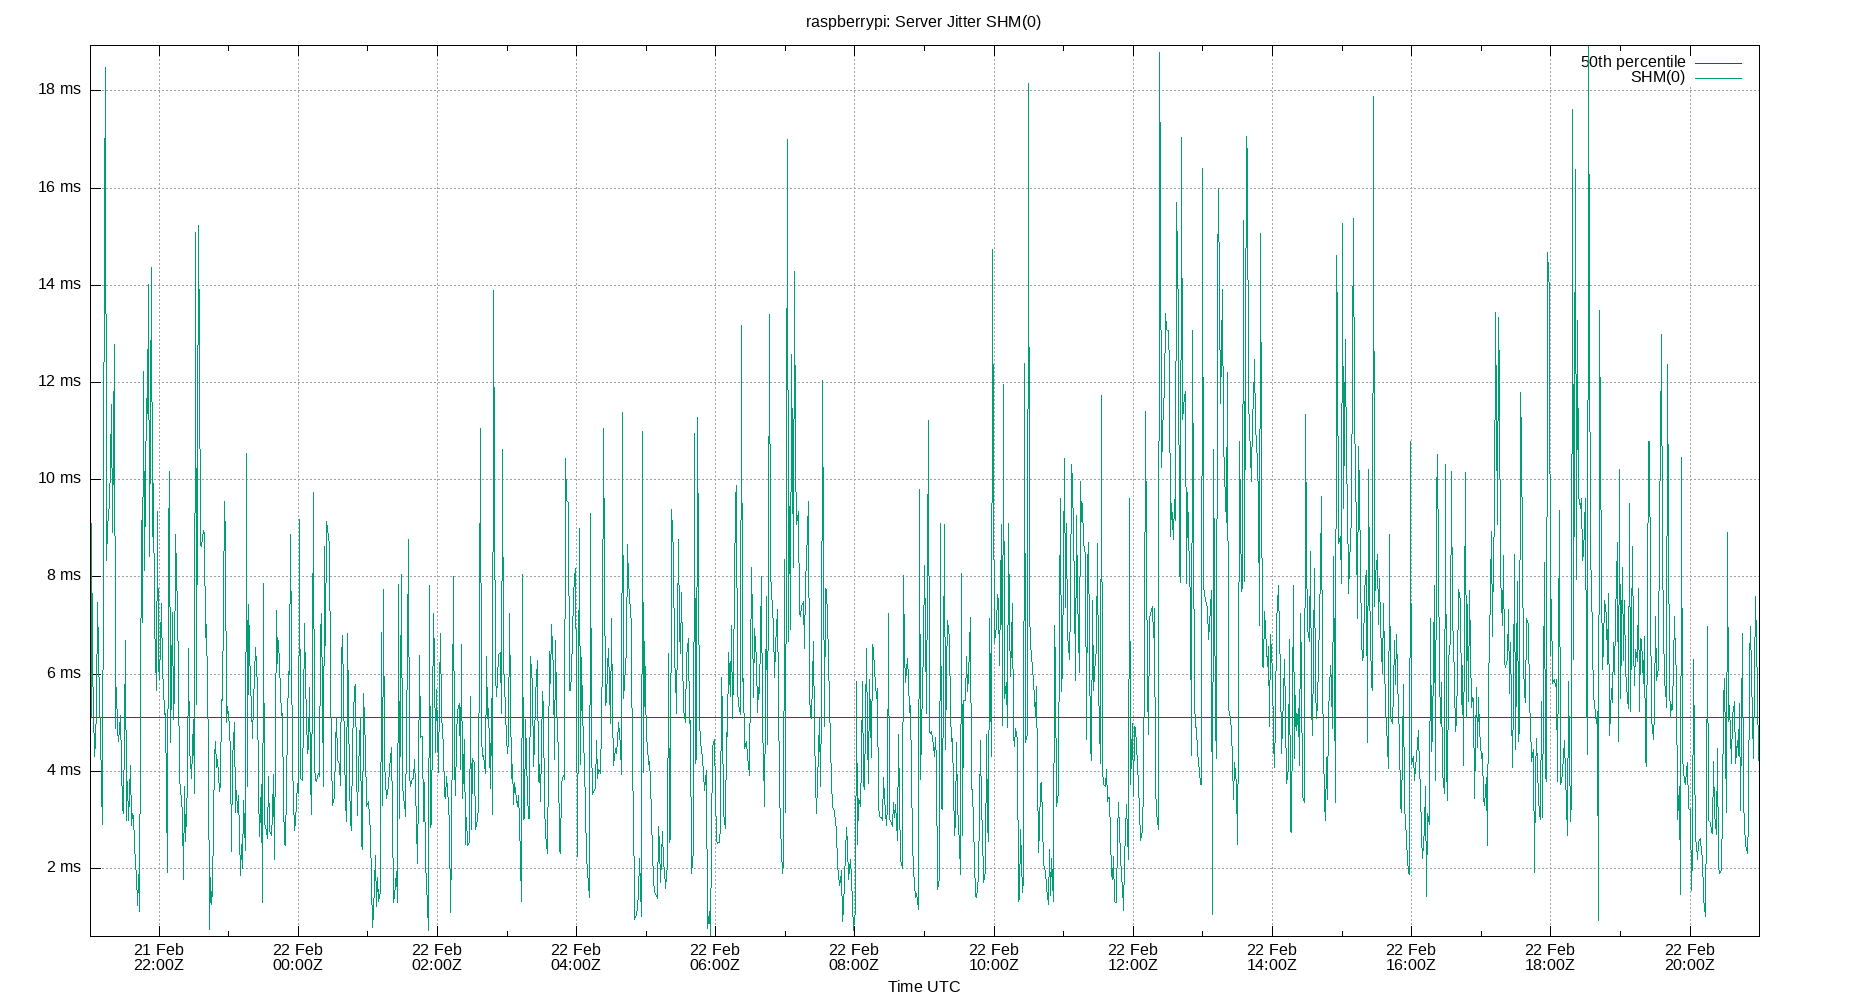 raspberrypi: Server Jitter SHM(0)
50th percentile
SHM(0)
18 ms
16 ms
14 ms
12 ms
10 ms
8 ms
6 ms
4 ms
2 ms
21 Feb 22 Feb 22 Feb 22 Feb 22 Feb 22 Feb 22 Feb 22 Feb 22 Feb 22 Feb 22 Feb 22 Feb
22:00Z 00:00Z 02:00Z 04:00Z 06:00Z 08:00Z 10:00Z 12:00Z 14:00Z 16:00Z 18:00Z 20:00Z
Time UTC